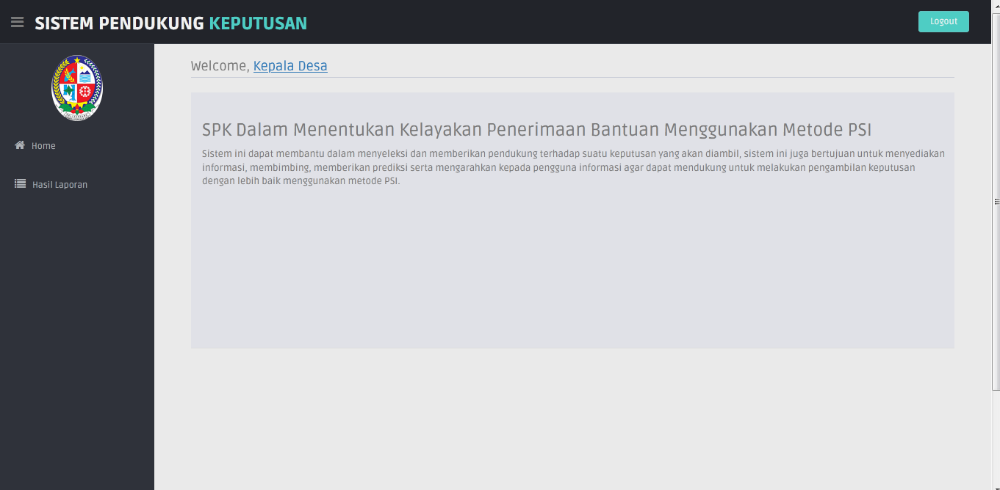 SISTEM PENDUKUNG KEPUTUSAN
Logout
Welcome, Kepala Desa
Home
Hasil Laporan
SPK Dalam Menentukan Kelayakan Penerimaan Bantuan Menggunakan Metode PSI
Sistem ini dapat membantu dalam menyeleksi dan memberikan pendukung terhadap suatu keputusan yang akan diambil, sistem ini juga bertujuan untuk menyediakan
informasi, membimbing, memberikan prediksi serta mengarahkan kepada pengguna informasi agar dapat mendukung untuk melakukan pengambilan keputusan
dengan lebih baik menggunakan metode PSI.